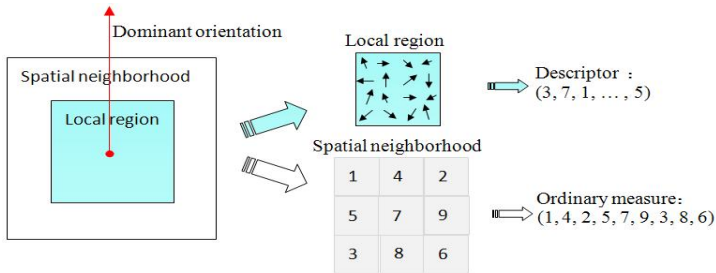 Dominant orientation
Spatial neighborhood
Local region
Local region
Descriptor :
(3, 7, 1, … , 5)
Spatial neighborhood
1 4 2
5 7 9
3 8 6
Ordinary measure:
(1, 4, 2, 5, 7, 9, 3, 8, 6)